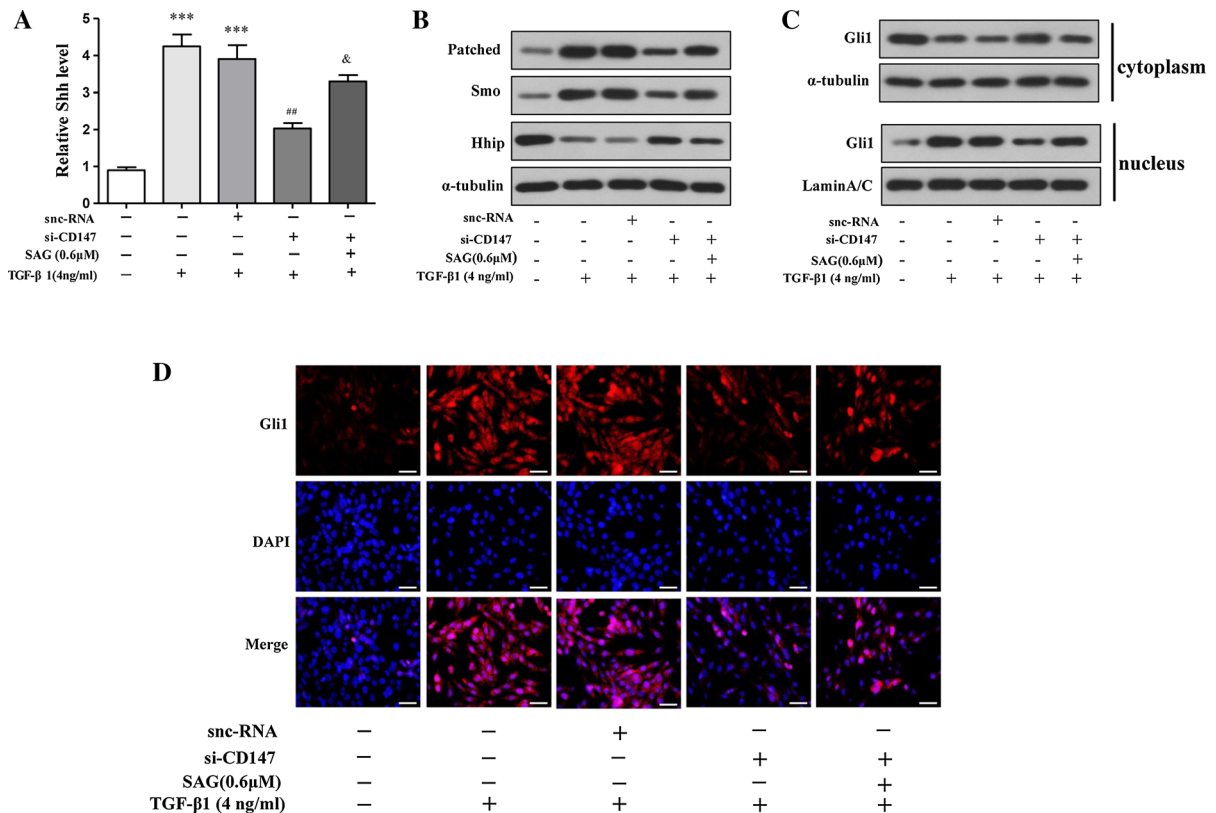 A
Relative Shh level
5
4
3
2
1
0
***
***
##
&
snc-RNA – – + – –
si-CD147 – – – + +
SAG (0.6μM) – – – – +
TGF-β 1(4ng/ml) – + + + +
B
Patched
Smo
Hhip
α-tubulin
snc-RNA - - + - -
si-CD147 - - - + +
SAG(0.6μM) - - - - +
TGF-β1 (4 ng/ml) - + + + +
C
Gli1
α-tubulin
cytoplasm
Gli1
LaminA/C
nucleus
snc-RNA - - + - -
si-CD147 - - - + +
SAG(0.6μM) - - - - +
TGF-β1 (4 ng/ml) - + + + +
D
Gli1
DAPI
Merge
snc-RNA – – + – –
si-CD147 – – – + +
SAG(0.6μM) – – – – +
TGF-β1 (4 ng/ml) – + + + +